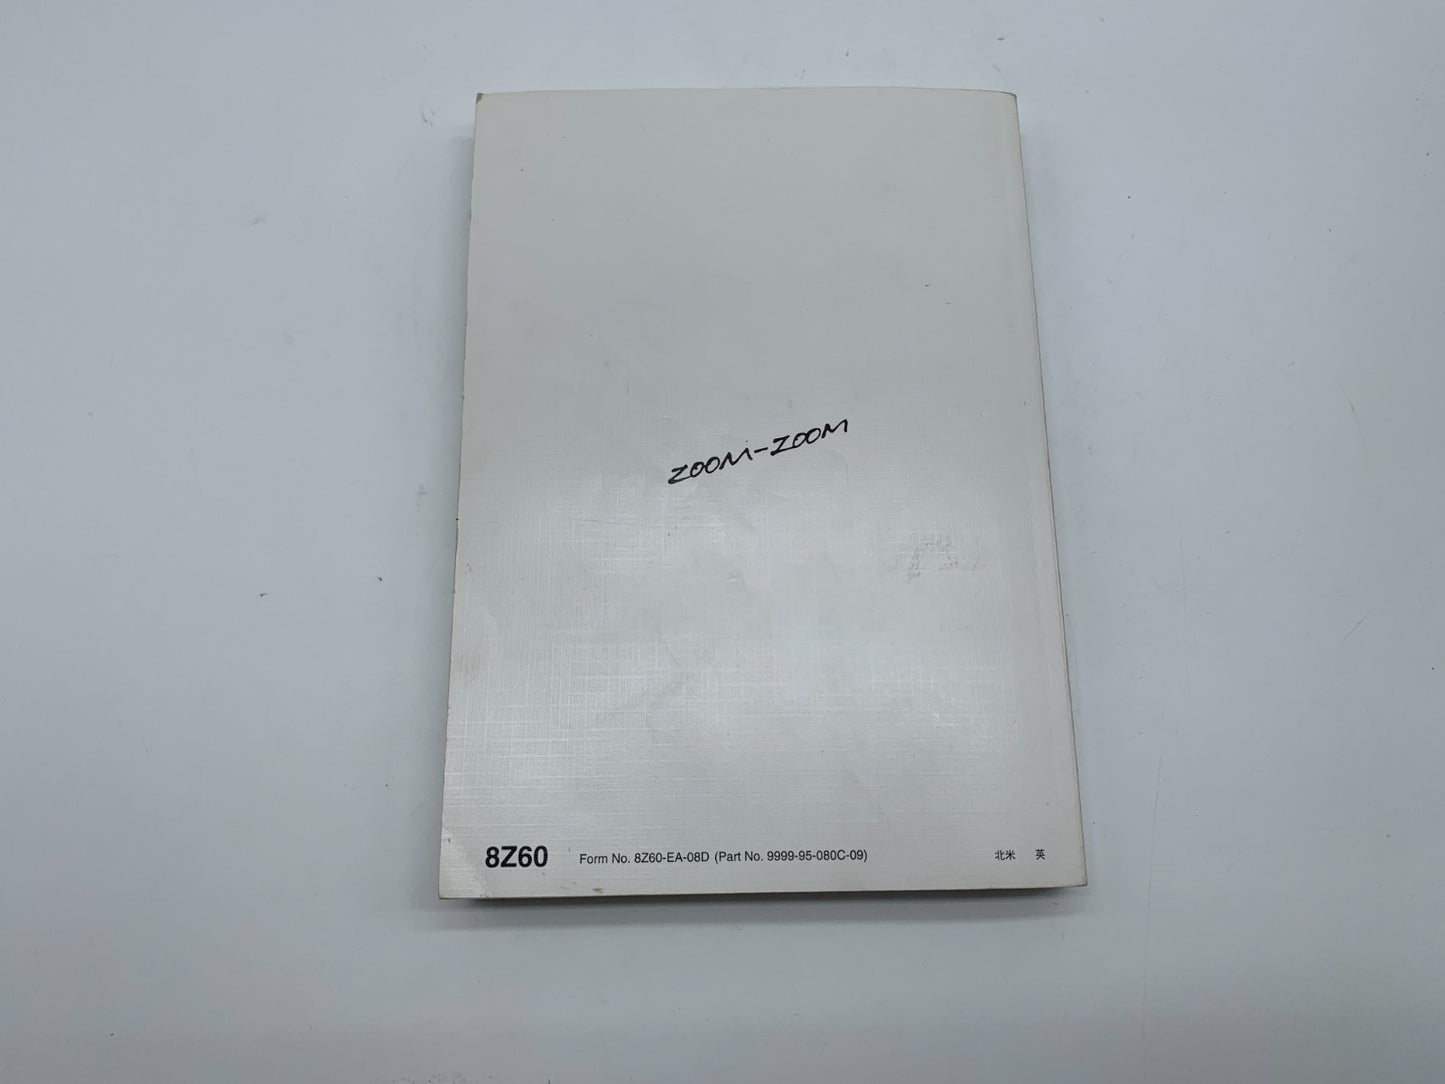 ZOOM-ZOOM
8Z60 Form No. 8Z60-EA-08D (Part No. 9999-95-080C-09) 北米 英